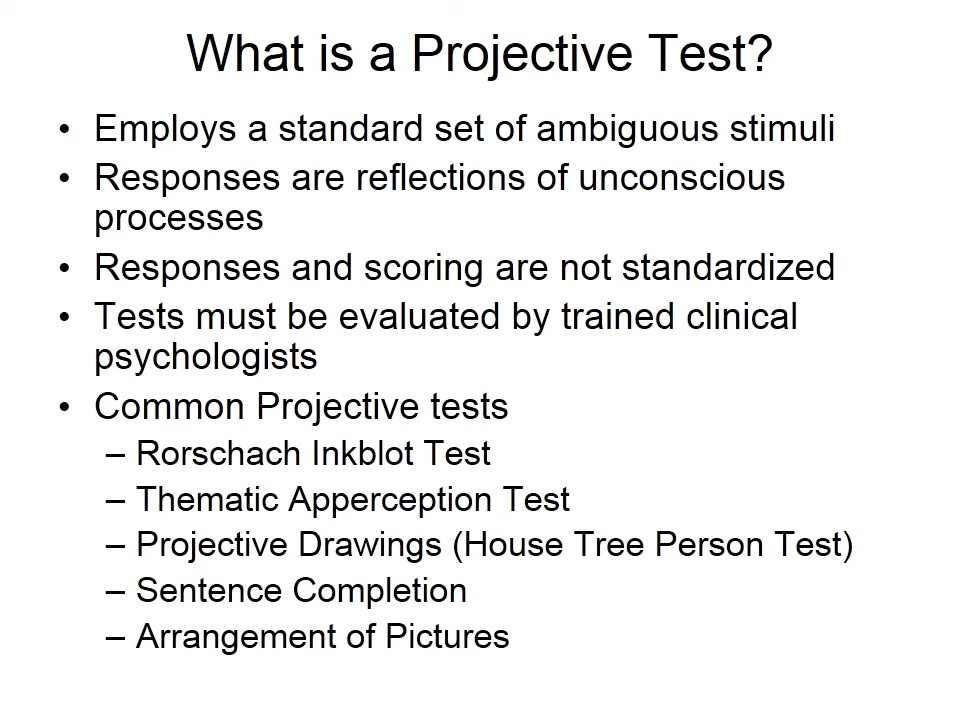 What is a Projective Test?
• Employs a standard set of ambiguous stimuli
• Responses are reflections of unconscious
processes
• Responses and scoring are not standardized
• Tests must be evaluated by trained clinical
psychologists
• Common Projective tests
– Rorschach Inkblot Test
– Thematic Apperception Test
– Projective Drawings (House Tree Person Test)
– Sentence Completion
– Arrangement of Pictures